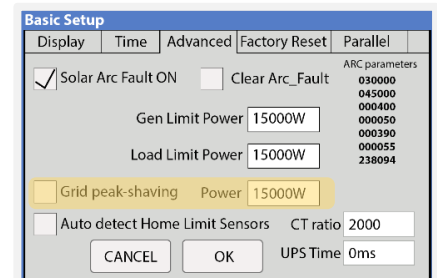 Basic Setup
Display Time Advanced Factory Reset Parallel
ARC parameters
Solar Arc Fault ON Clear Arc_Fault 030000
045000
Gen Limit Power 15000W 000400
000050
000390
Load Limit Power 15000W 000055
238094
Grid peak-shaving Power 15000W
Auto detect Home Limit Sensors CT ratio 2000
CANCEL OK UPS Time 0ms